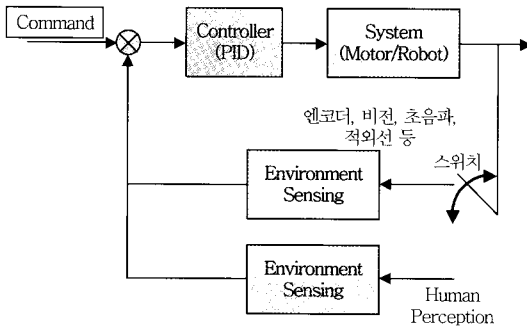 Command
Controller
(PID)
System
(Motor/Robot)
엔코더, 비전, 초음파,
적외선 등
스위치
Environment
Sensing
Environment
Sensing
Human
Perception